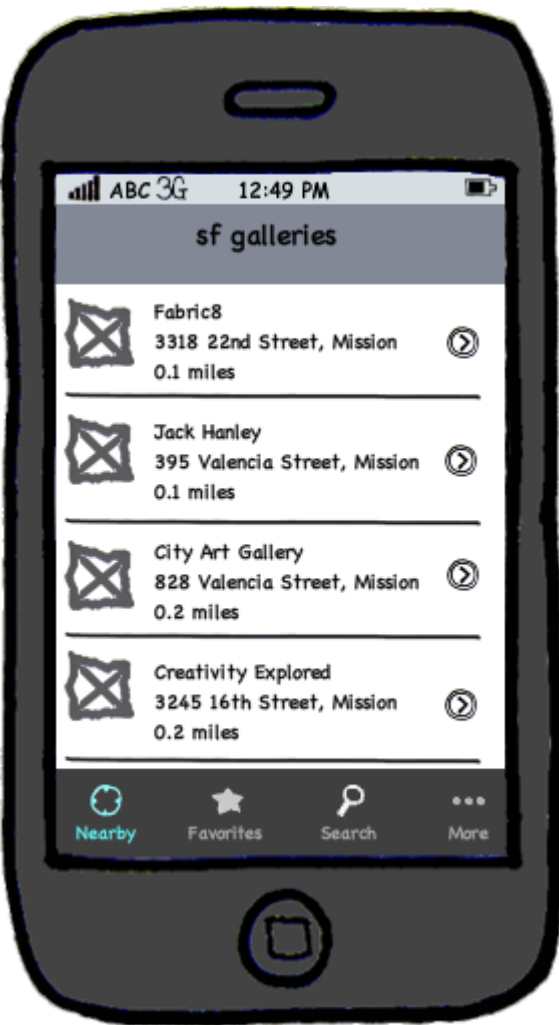 ABC 3G 12:49 PM
sf galleries
Fabric8
3318 22nd Street, Mission
0.1 miles
Jack Hanley
395 Valencia Street, Mission
0.1 miles
City Art Gallery
828 Valencia Street, Mission
0.2 miles
Creativity Explored
3245 16th Street, Mission
0.2 miles
Nearby Favorites Search More